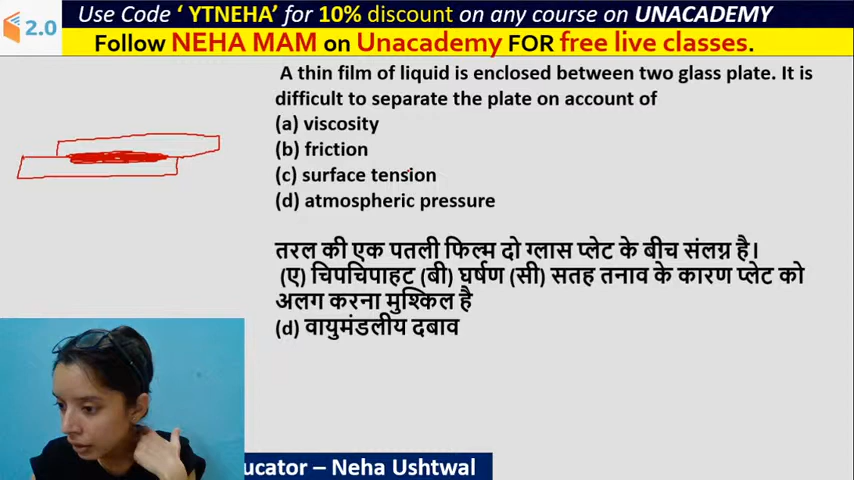 Use Code ‘ YTNEHA’ for 10% discount on any course on UNACADEMY
2.0
Follow NEHA MAM on Unacademy FOR free live classes.
A thin film of liquid is enclosed between two glass plate. It is
difficult to separate the plate on account of
(a) viscosity
(b) friction
(c) surface tension
(d) atmospheric pressure
तरल की एक पतली फिल्म दो ग्लास प्लेट के बीच संलग्न है।
(ए) चिपचिपाहट (बी) घर्षण (सी) सतह तनाव के कारण प्लेट को
अलग करना मुश्किल है
(d) वायुमंडलीय दबाव
ucator – Neha Ushtwal